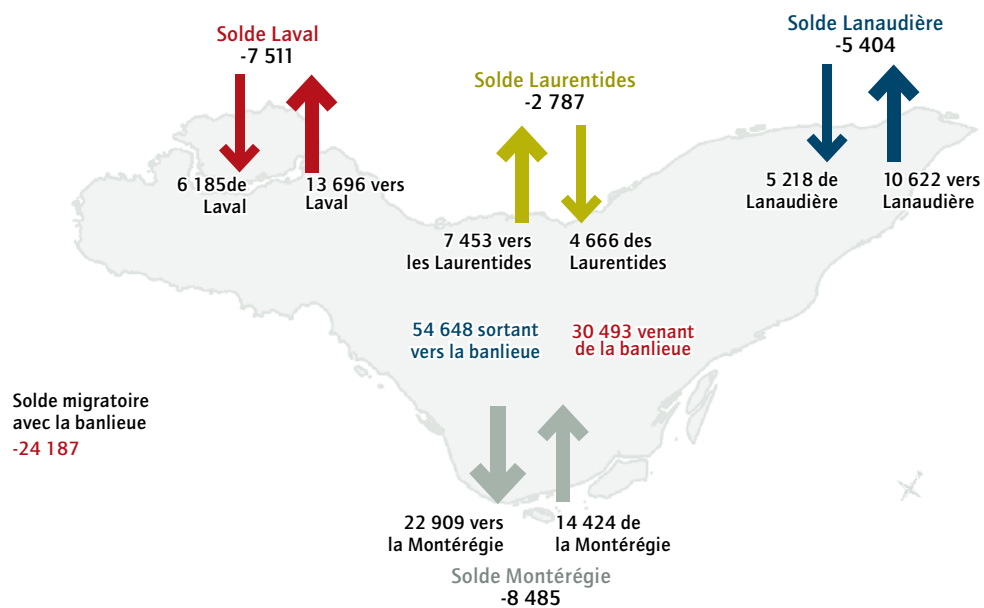 Solde Laval
-7 511
6 185de
Laval
13 696 vers
Laval
Solde Laurentides
-2 787
7 453 vers
les Laurentides
4 666 des
Laurentides
Solde Lanaudière
-5 404
5 218 de
Lanaudière
10 622 vers
Lanaudière
54 648 sortant
vers la banlieue
30 493 venant
de la banlieue
Solde migratoire
avec la banlieue
-24 187
22 909 vers
la Montérégie
14 424 de
la Montérégie
Solde Montérégie
-8 485